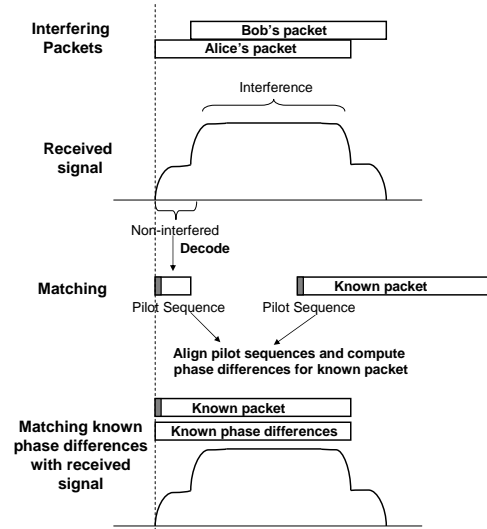 Interfering
Packets
Bob's packet
Alice's packet
Interference
Received
signal
Non-interfered
Decode
Matching
Known packet
Pilot Sequence
Pilot Sequence
Align pilot sequences and compute
phase differences for known packet
Known packet
Known phase differences
Matching known
phase differences
with received
signal